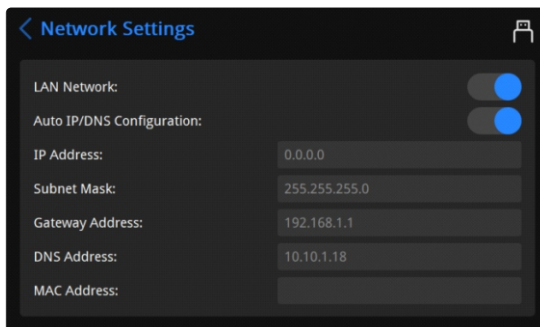 Network Settings
LAN Network:
Auto IP/DNS Configuration:
IP Address: 0.0.0.0
Subnet Mask: 255.255.255.0
Gateway Address: 192.168.1.1
DNS Address: 10.10.1.18
MAC Address: